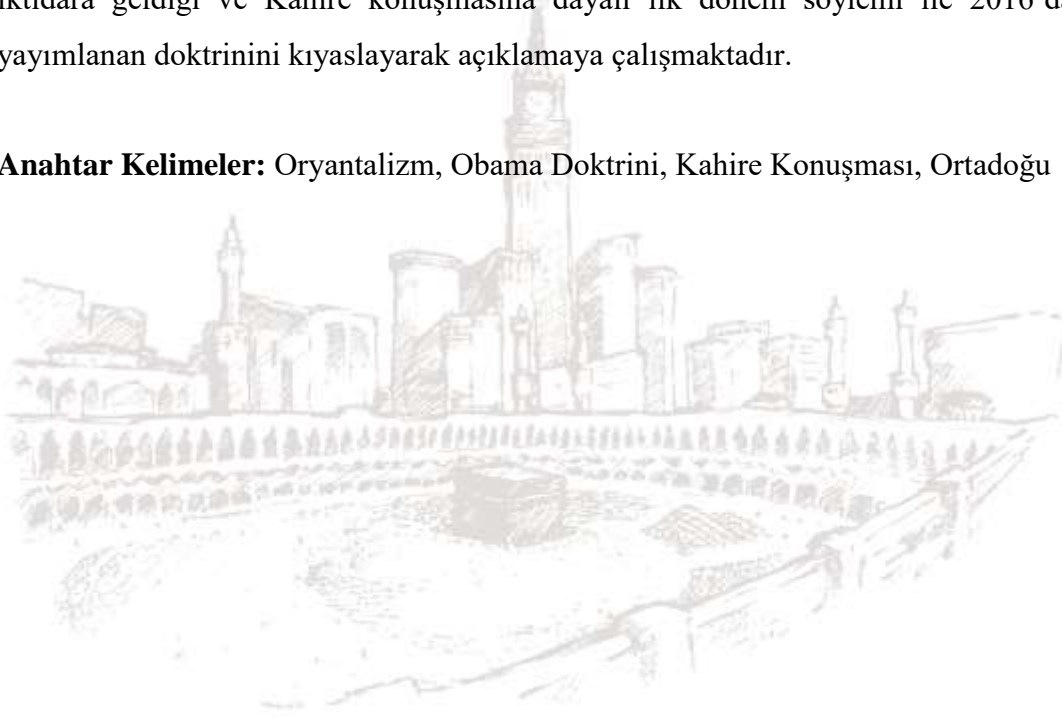 iktidara geldiği ve Kahire konuşmasına dayalı ilk dönem söylemi ile 2016'da
yayımlanan doktrinini kıyaslayarak açıklamaya çalışmaktadır.
Anahtar Kelimeler: Oryantalizm, Obama Doktrini, Kahire Konuşması, Ortadoğu